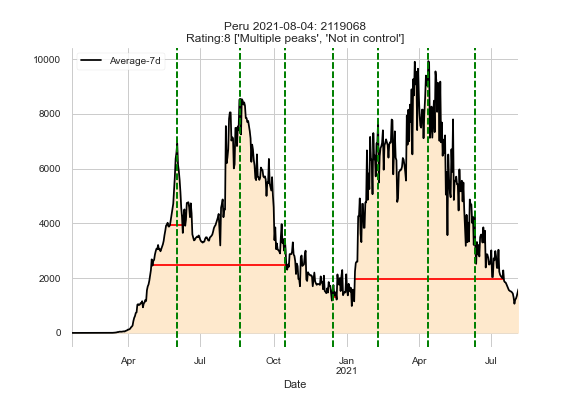 Peru 2021-08-04: 2119068
Rating:8 ['Multiple peaks', 'Not in control']
Average-7d
10000
8000
6000
4000
2000
0
Apr
Jul
Oct
Jan
2021
Apr
Jul
Date